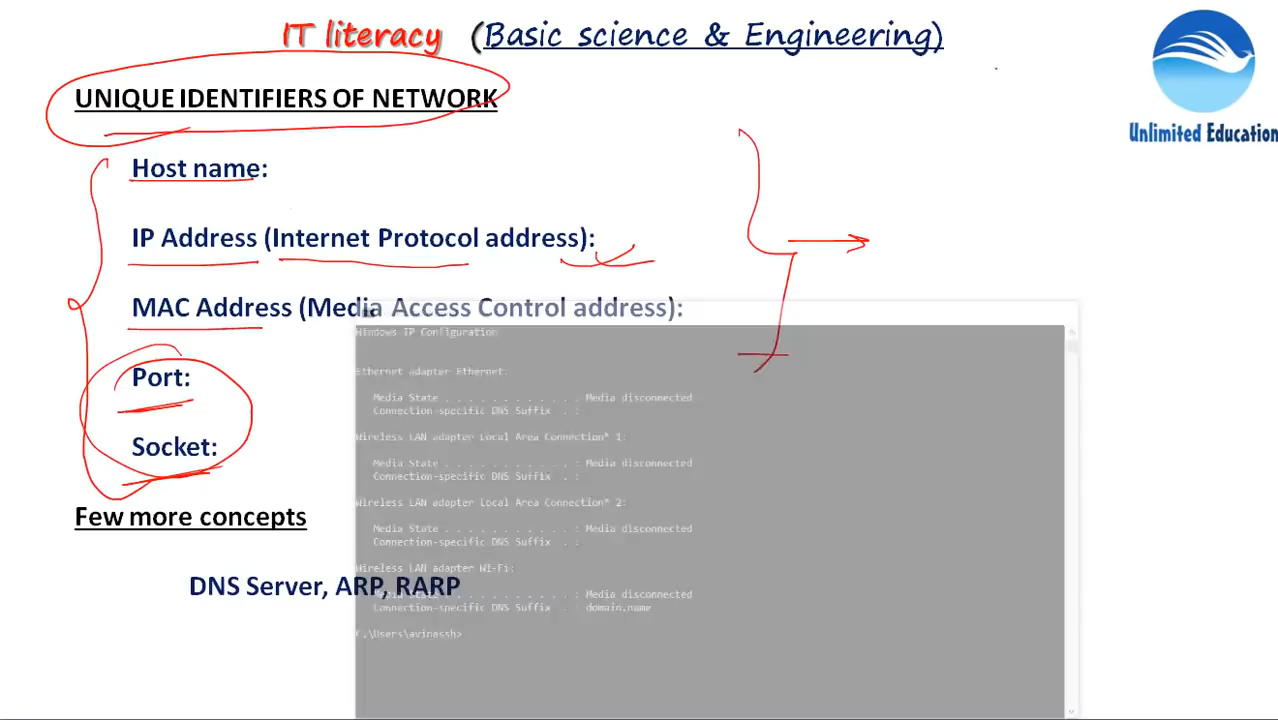 IT literacy (Basic science & Engineering)
Unlimited Education
UNIQUE IDENTIFIERS OF NETWORK
Host name:
IP Address (Internet Protocol address):
MAC Address (Media Access Control address):
Port:
Socket:
Few more concepts
DNS Server, ARP, RARP
Windows IP Configuration
Ethernet adapter Ethernet:
Media State . . . . . . . . . . . : Media disconnected
Connection-specific DNS Suffix . :
Wireless LAN adapter Local Area Connection* 1:
Media State . . . . . . . . . . . : Media disconnected
Connection-specific DNS Suffix . :
Wireless LAN adapter Local Area Connection* 2:
Media State . . . . . . . . . . . : Media disconnected
Connection-specific DNS Suffix . :
Wireless LAN adapter Wi-Fi:
Media State . . . . . . . . . . . : Media disconnected
Connection-specific DNS Suffix . : domain.name
C:\Users\avinassh>